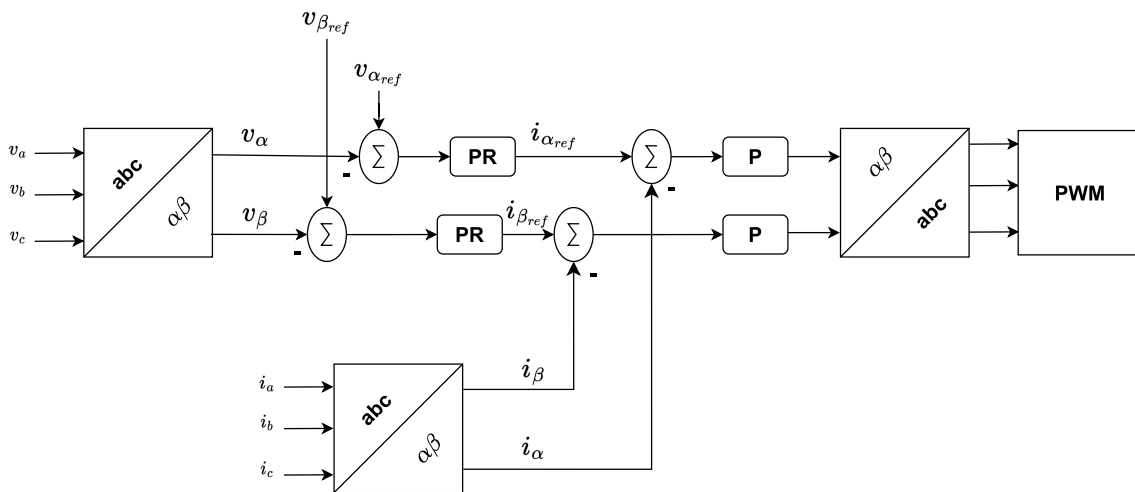 v_{β_{ref}}
v_{α_{ref}}
v_α
i_{α_{ref}}
v_a
v_b
v_c
abc
αβ
-
Σ
PR
Σ
-
P
αβ
abc
PWM
v_β
i_{β_{ref}}
Σ
-
PR
Σ
-
P
i_a
i_b
i_c
abc
αβ
i_β
i_α